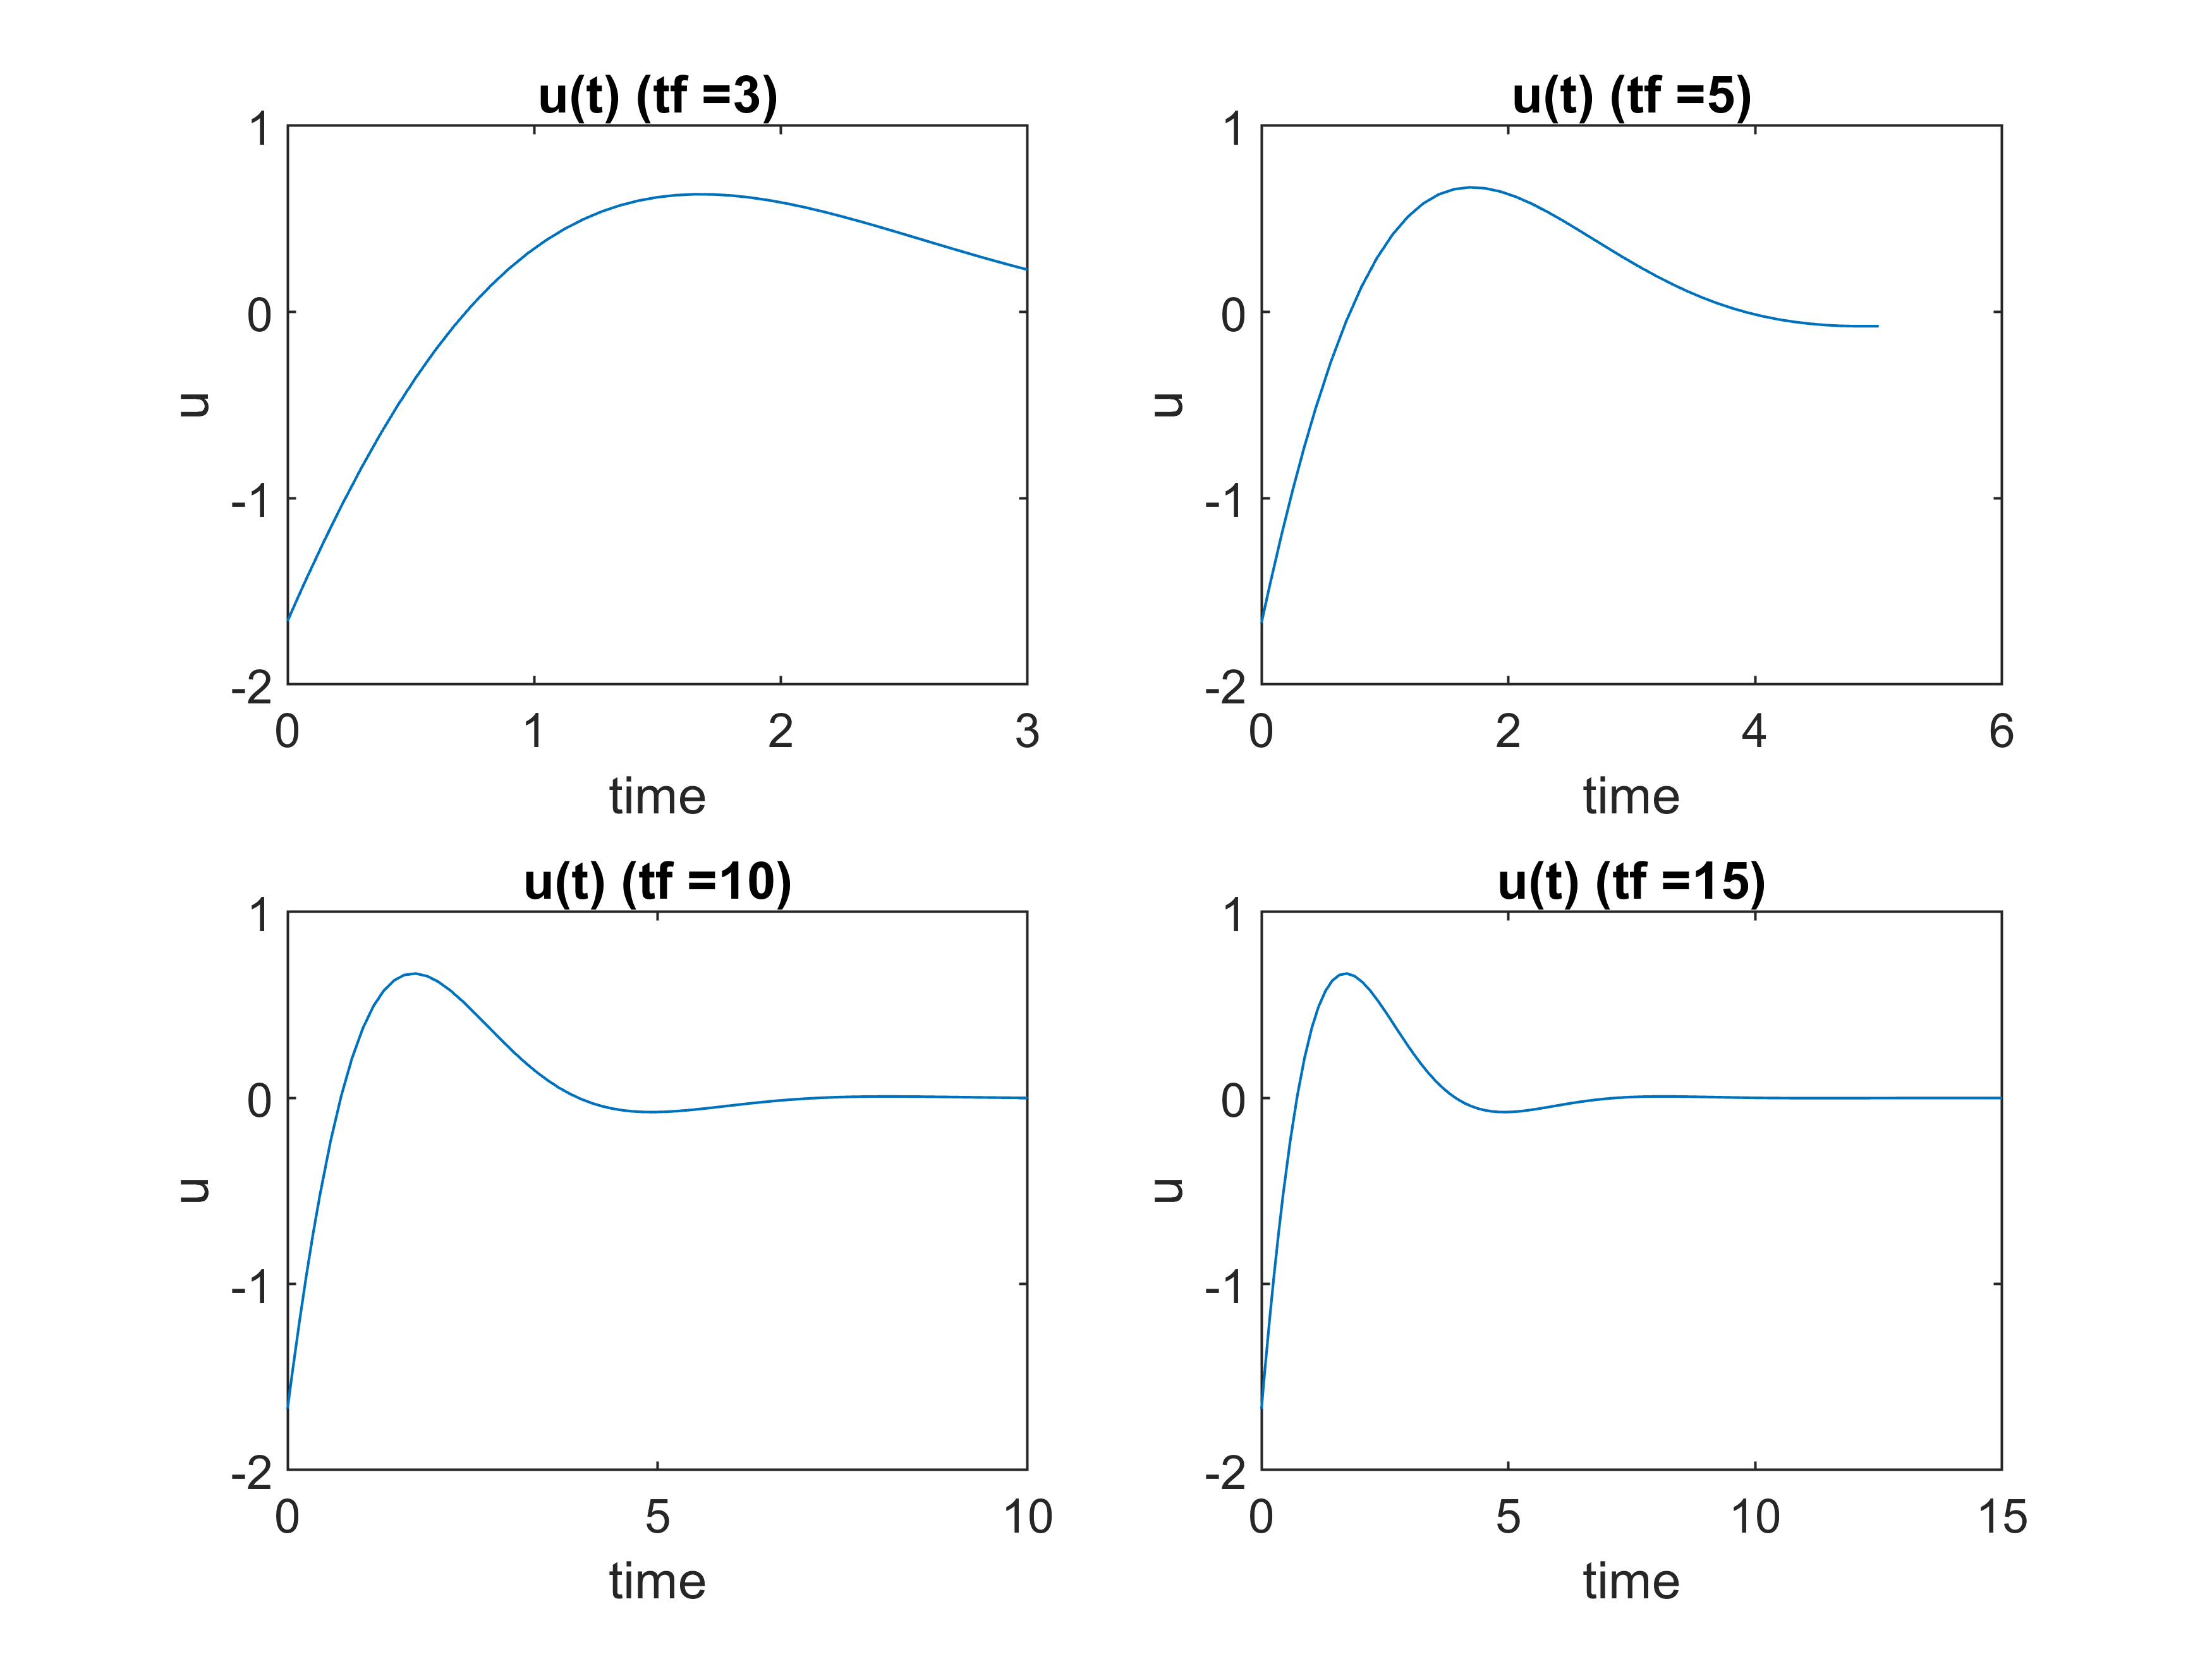 u(t) (tf =3)
1
0
-1
-2
u
0 1 2 3
time
u(t) (tf =5)
1
0
-1
-2
u
0 2 4 6
time
u(t) (tf =10)
1
0
-1
-2
u
0 5 10
time
u(t) (tf =15)
1
0
-1
-2
u
0 5 10 15
time